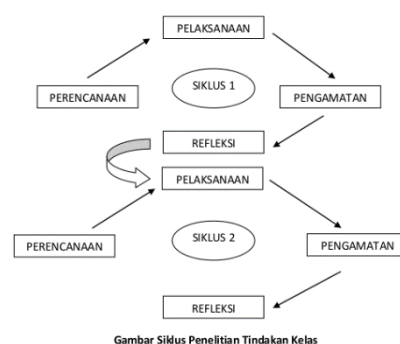 PELAKSANAAN
SIKLUS 1
PERENCANAAN
PENGAMATAN
REFLEKSI
PELAKSANAAN
SIKLUS 2
PERENCANAAN
PENGAMATAN
REFLEKSI
Gambar Siklus Penelitian Tindakan Kelas